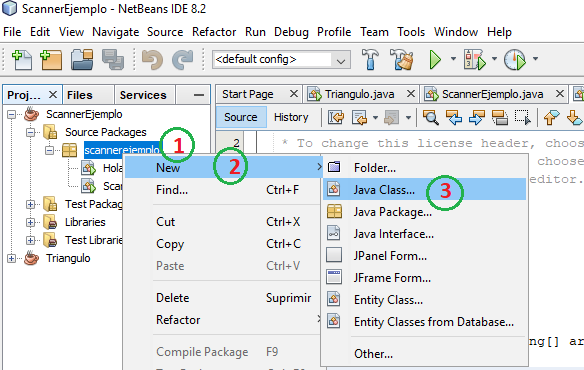 ScannerEjemplo - NetBeans IDE 8.2
File Edit View Navigate Source Refactor Run Debug Profile Team Tools Window
<default config>
Proj... Files Services
Start Page Triangulo.java ScannerEjemplo.java
Source History
ScannerEjemplo
Source Packages
scannerejemplo
Hola
Scan
Test Package
Libraries
Test Libraries
Triangulo
1
2
* To change this license header, choos
choose
editor.
New 2
Find... Ctrl+F
Cut Ctrl+X
Copy Ctrl+C
Paste Ctrl+V
Delete Suprimir
Refactor
Compile Package F9
Folder...
Java Class... 3
Java Package...
Java Interface...
JPanel Form...
JFrame Form...
Entity Class...
Entity Classes from Database...
Other...
ng[] ar